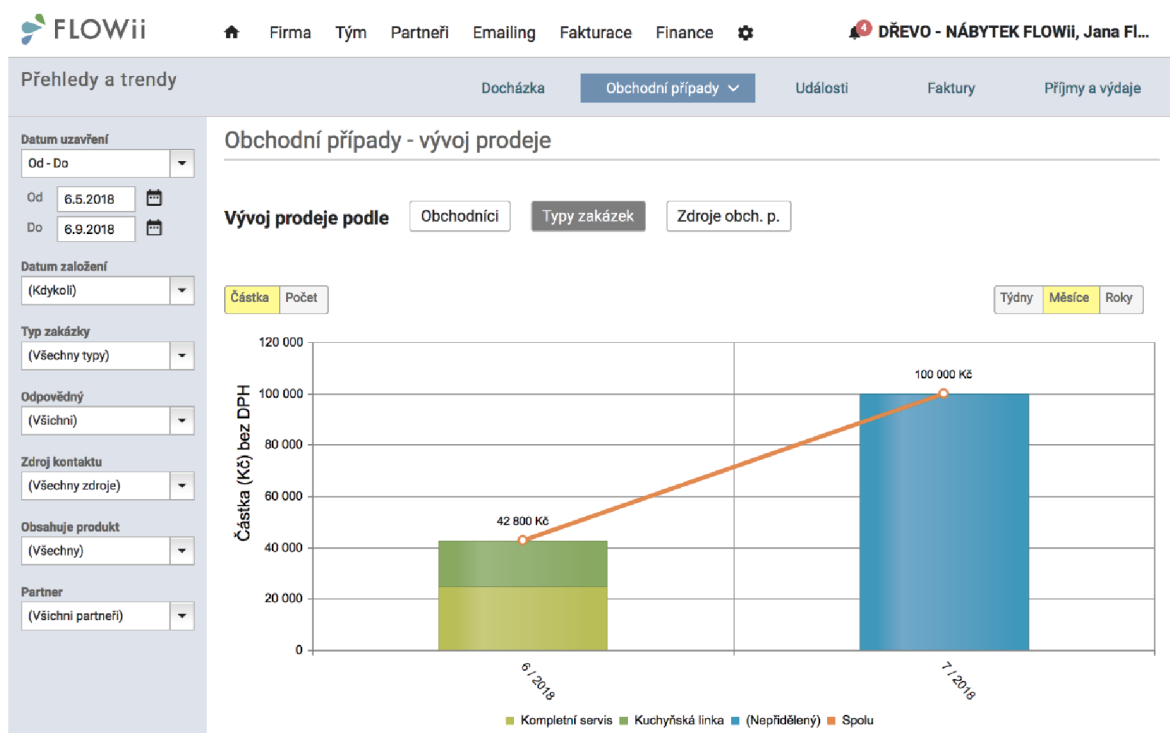 FLOWii
Firma Tým Partneři Emailing Fakturace Finance
4 DŘEVO - NÁBYTEK FLOWii, Jana Fl...
Přehledy a trendy
Docházka Obchodní případy Události Faktury Příjmy a výdaje
Datum uzavření
Od - Do
Od 6.5.2018
Do 6.9.2018
Datum založení
(Kdykoli)
Typ zakázky
(Všechny typy)
Odpovědný
(Všichni)
Zdroj kontaktu
(Všechny zdroje)
Obsahuje produkt
(Všechny)
Partner
(Všichni partneři)
Obchodní případy - vývoj prodeje
Vývoj prodeje podle Obchodníci Typy zakázek Zdroje obch. p.
Částka Počet
Týdny Měsíce Roky
Částka (Kč) bez DPH
120 000
100 000
80 000
60 000
40 000
20 000
0
42 800 Kč
100 000 Kč
6 / 2018
7 / 2018
Kompletní servis Kuchyňská linka (Nepřidělený) Spolu